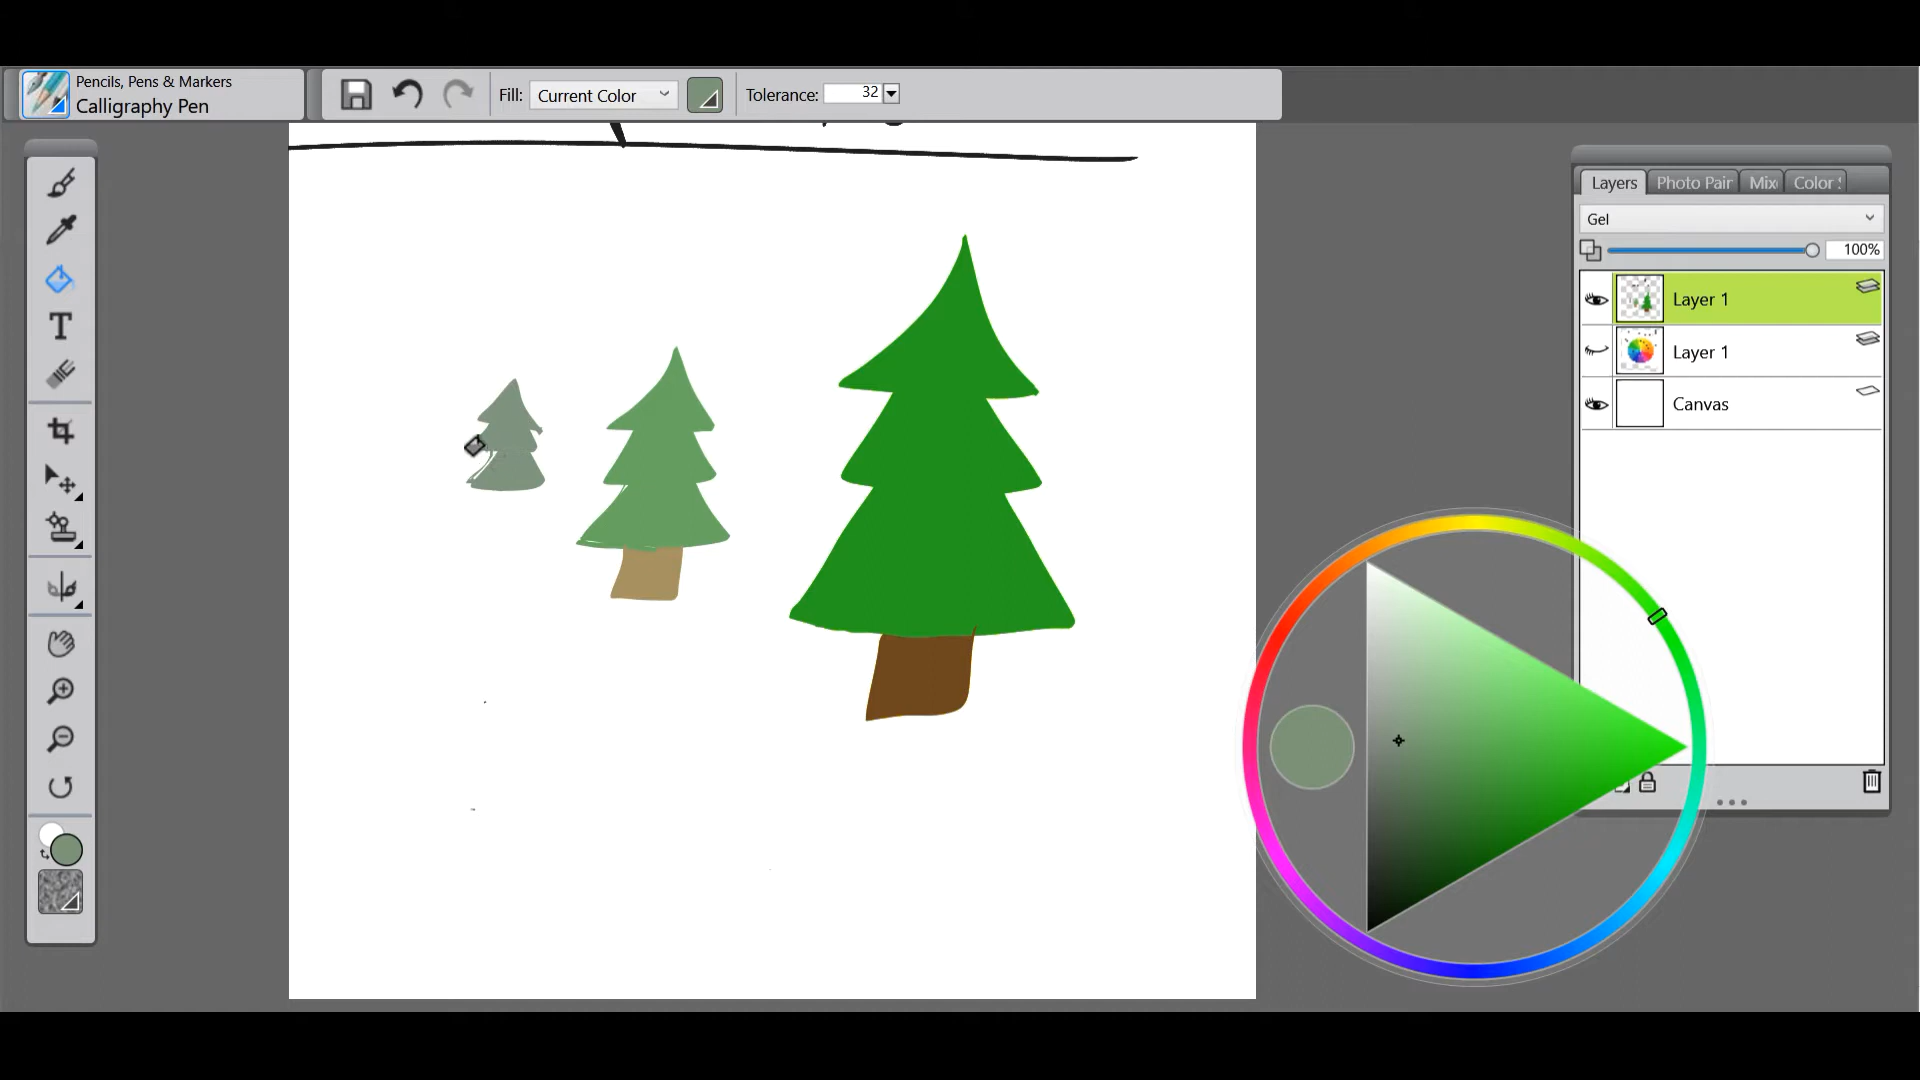 Pencils, Pens & Markers
Calligraphy Pen
Fill: Current Color
Tolerance: 32
Layers Photo Pair Mix Color
Gel
100%
Layer 1
Layer 1
Canvas
T